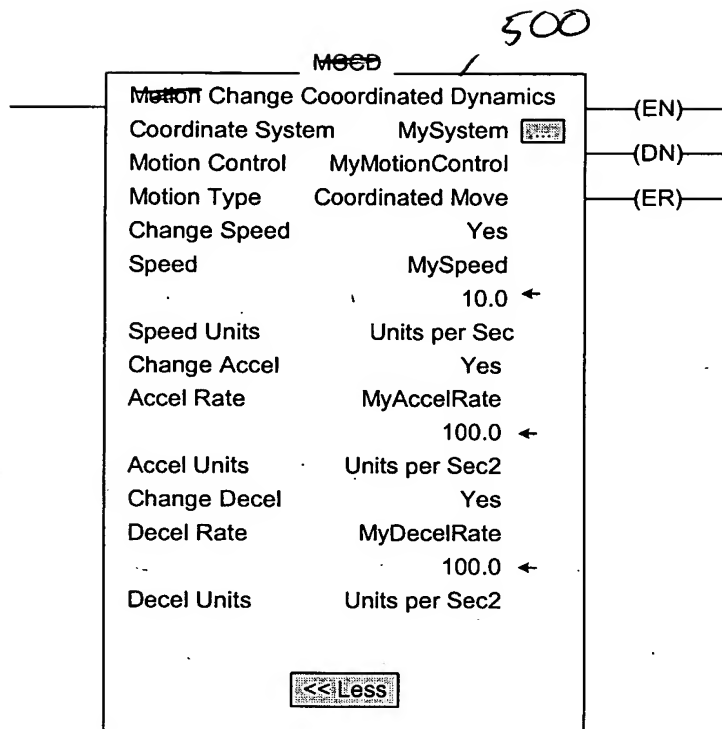 500
MGCD
Motion Change Cooordinated Dynamics
(EN)
Coordinate System MySystem ...
(DN)
Motion Control MyMotionControl
Motion Type Coordinated Move
(ER)
Change Speed Yes
Speed MySpeed
10.0 ←
Speed Units Units per Sec
Change Accel Yes
Accel Rate MyAccelRate
100.0 ←
Accel Units Units per Sec2
Change Decel Yes
Decel Rate MyDecelRate
100.0 ←
Decel Units Units per Sec2
<< Less